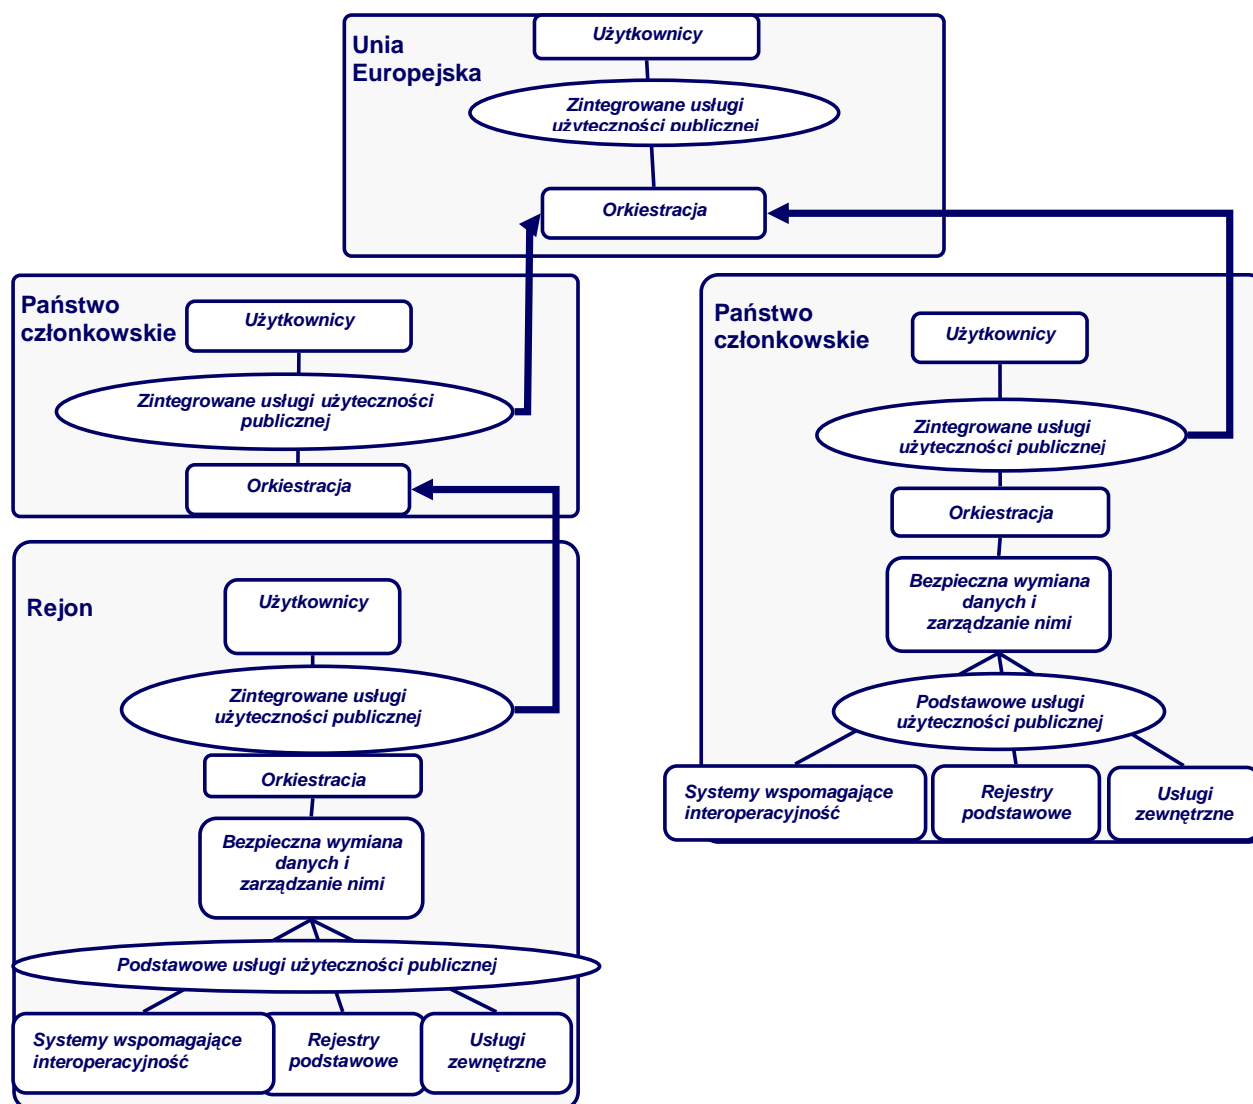 Unia
Europejska
Użytkownicy
Zintegrowane usługi
użyteczności publicznej
Orkiestracja
Państwo
członkowskie
Użytkownicy
Zintegrowane usługi użyteczności
publicznej
Orkiestracja
Państwo
członkowskie
Użytkownicy
Zintegrowane usługi
użyteczności publicznej
Orkiestracja
Bezpieczna wymiana
danych i
zarządzanie nimi
Podstawowe usługi
użyteczności publicznej
Systemy wspomagające
interoperacyjność
Rejestry
podstawowe
Usługi
zewnętrzne
Rejon
Użytkownicy
Zintegrowane usługi
użyteczności publicznej
Orkiestracja
Bezpieczna wymiana
danych i
zarządzanie nimi
Podstawowe usługi użyteczności publicznej
Systemy wspomagające
interoperacyjność
Rejestry
podstawowe
Usługi
zewnętrzne